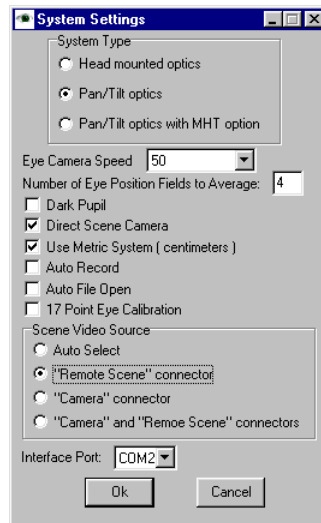 System Settings
System Type
Head mounted optics
Pan/Tilt optics
Pan/Tilt optics with MHT option
Eye Camera Speed 50
Number of Eye Position Fields to Average: 4
Dark Pupil
Direct Scene Camera
Use Metric System ( centimeters )
Auto Record
Auto File Open
17 Point Eye Calibration
Scene Video Source
Auto Select
"Remote Scene" connector
"Camera" connector
"Camera" and "Remoe Scene" connectors
Interface Port: COM2
Ok Cancel